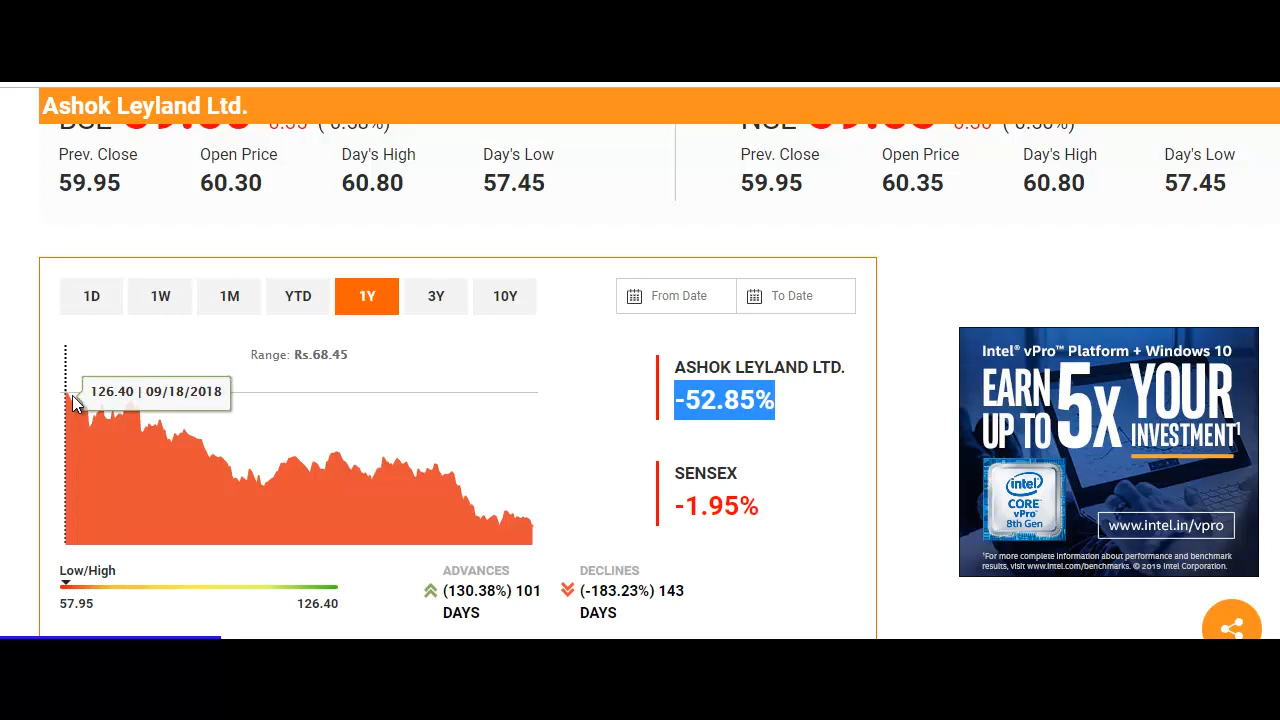 Ashok Leyland Ltd.
Prev. Close Open Price Day's High Day's Low
59.95 60.30 60.80 57.45
Prev. Close Open Price Day's High Day's Low
59.95 60.35 60.80 57.45
1D 1W 1M YTD 1Y 3Y 10Y
From Date To Date
Range: Rs.68.45
126.40 | 09/18/2018
ASHOK LEYLAND LTD.
-52.85%
SENSEX
-1.95%
Low/High
57.95 126.40
ADVANCES
(130.38%) 101
DAYS
DECLINES
(-183.23%) 143
DAYS
Intel® vPro™ Platform + Windows 10
EARN UP TO 5X YOUR INVESTMENT¹
intel
CORE™
vPro™
8th Gen
www.intel.in/vpro
¹For more complete information about performance and benchmark
results, visit www.intel.com/benchmarks. © 2019 Intel Corporation.